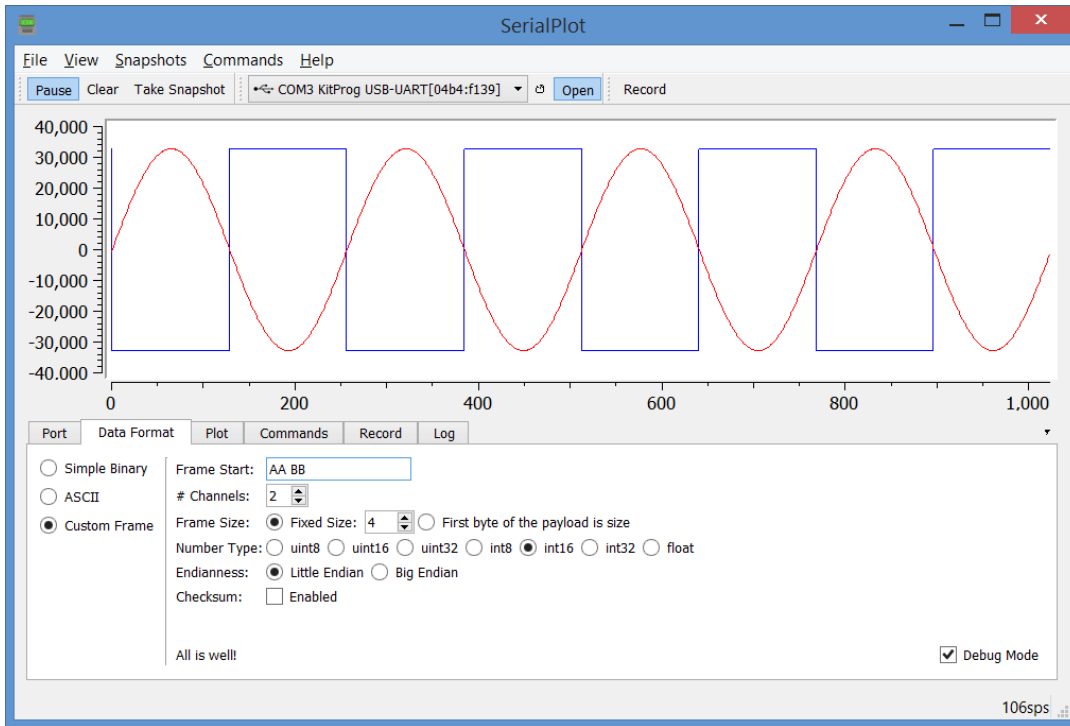 SerialPlot
File View Snapshots Commands Help
Pause Clear Take Snapshot COM3 KitProg USB-UART[04b4:f139] Open Record
40,000
30,000
20,000
10,000
0
-10,000
-20,000
-30,000
-40.000
0 200 400 600 800 1,000
Port Data Format Plot Commands Record Log
Simple Binary
ASCII
Custom Frame
Frame Start: AA BB
# Channels: 2
Frame Size: Fixed Size: 4 First byte of the payload is size
Number Type: uint8 uint16 uint32 int8 int16 int32 float
Endianness: Little Endian Big Endian
Checksum: Enabled
All is well! Debug Mode
106sps